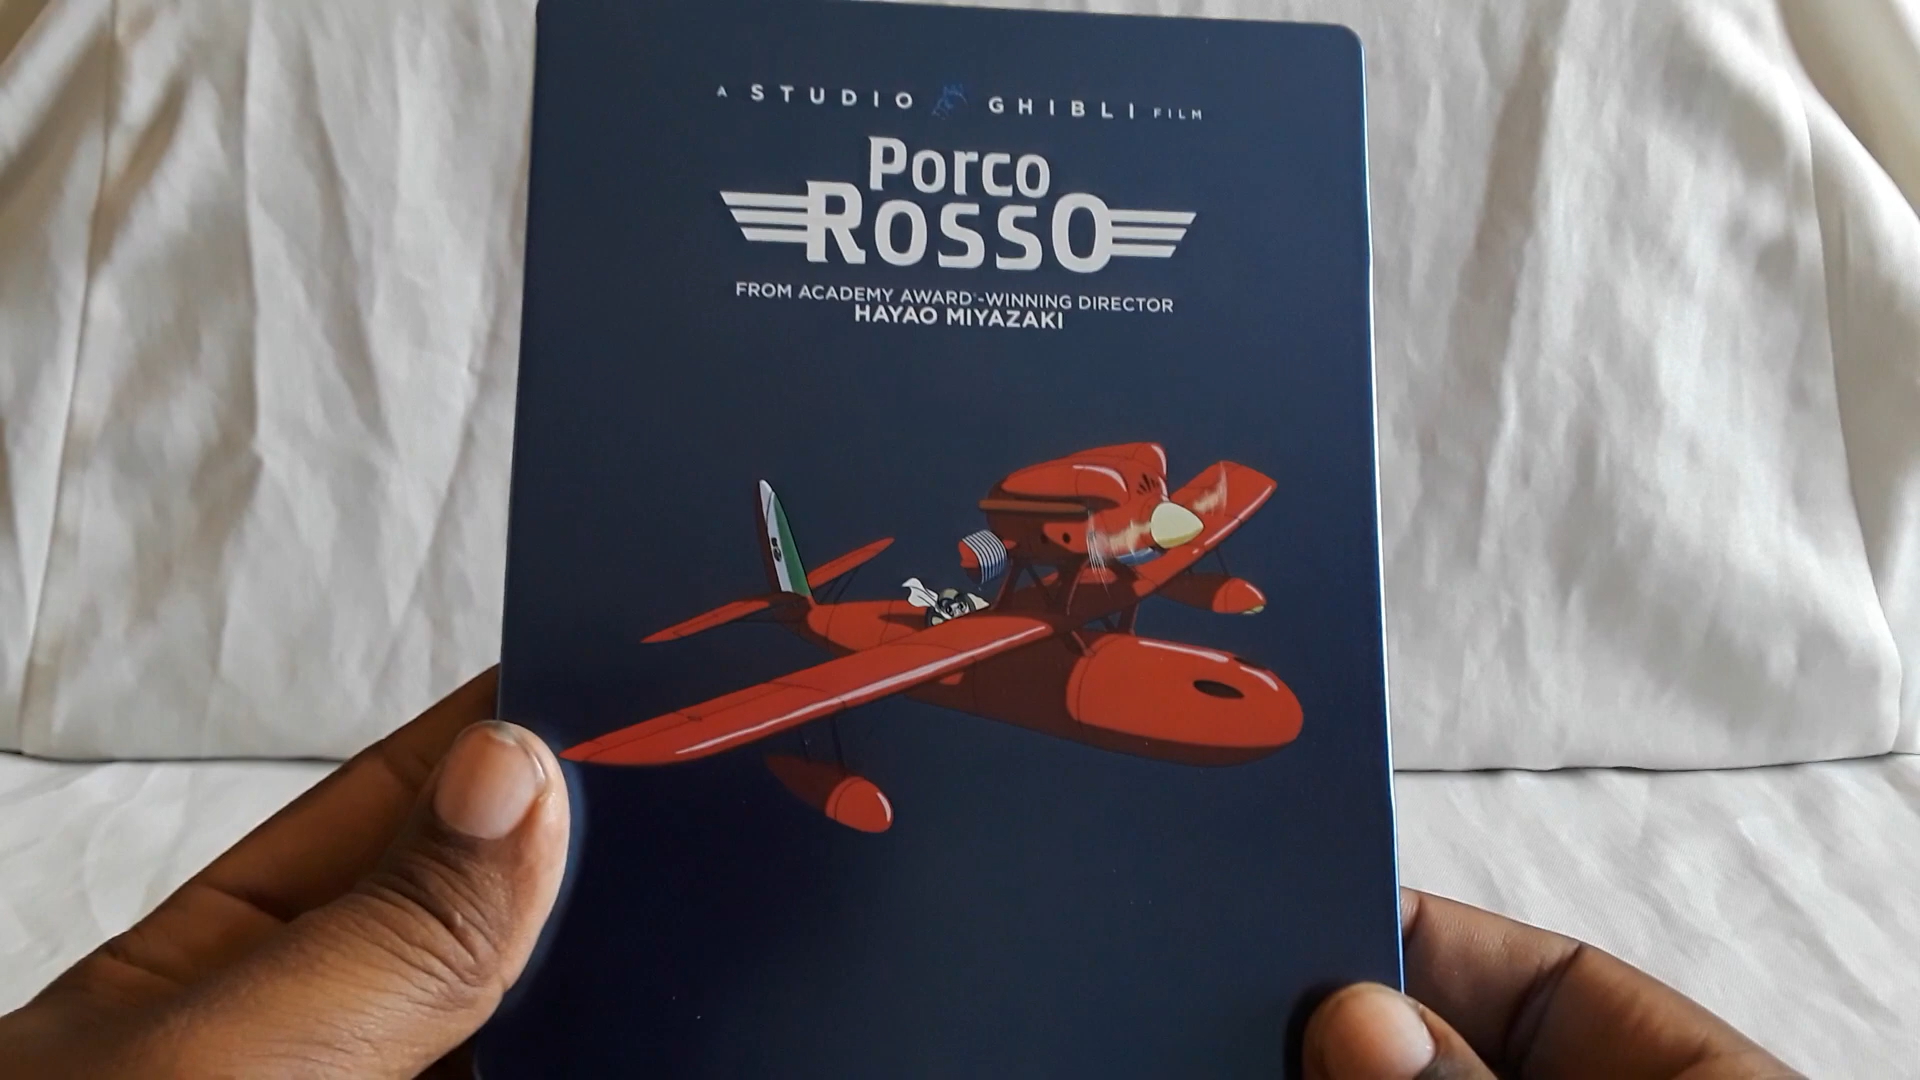 A STUDIO GHIBLI FILM
Porco
ROSSO
FROM ACADEMY AWARD®-WINNING DIRECTOR
HAYAO MIYAZAKI